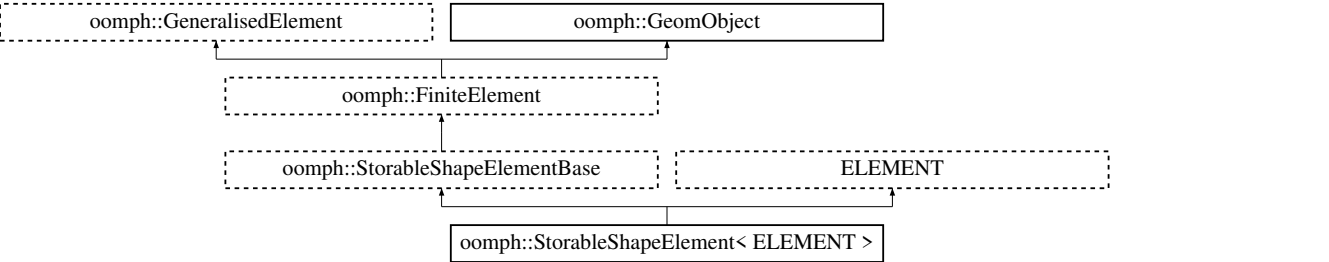 oomph::GeneralisedElement
oomph::GeomObject
oomph::FiniteElement
oomph::StorableShapeElementBase
ELEMENT
oomph::StorableShapeElement< ELEMENT >